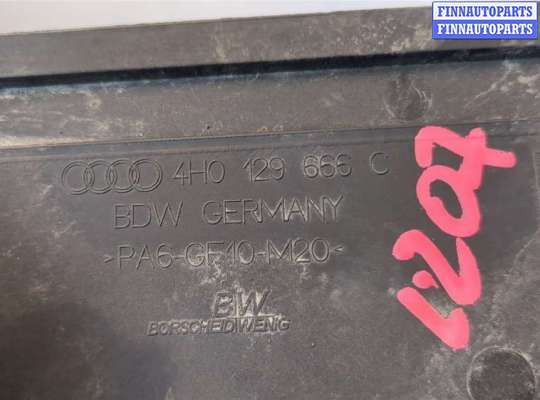 FINNAUTOPARTS
FINNAUTOPARTS
4H0 129 666 C
BDW GERMANY
>PA6-GF10-M20<
BW
BORSCHEID WENIG
1207